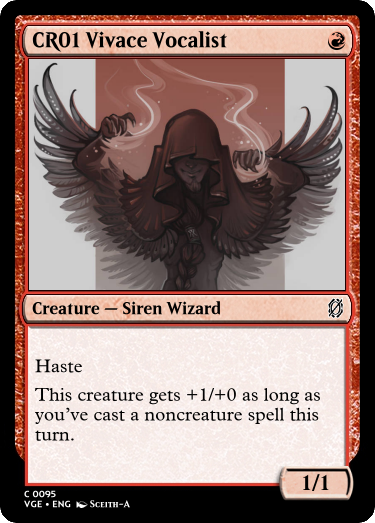 CR01 Vivace Vocalist
Creature — Siren Wizard
Haste
This creature gets +1/+0 as long as
you've cast a noncreature spell this
turn.
1/1
C 0095
VGE • ENG Sceith-A